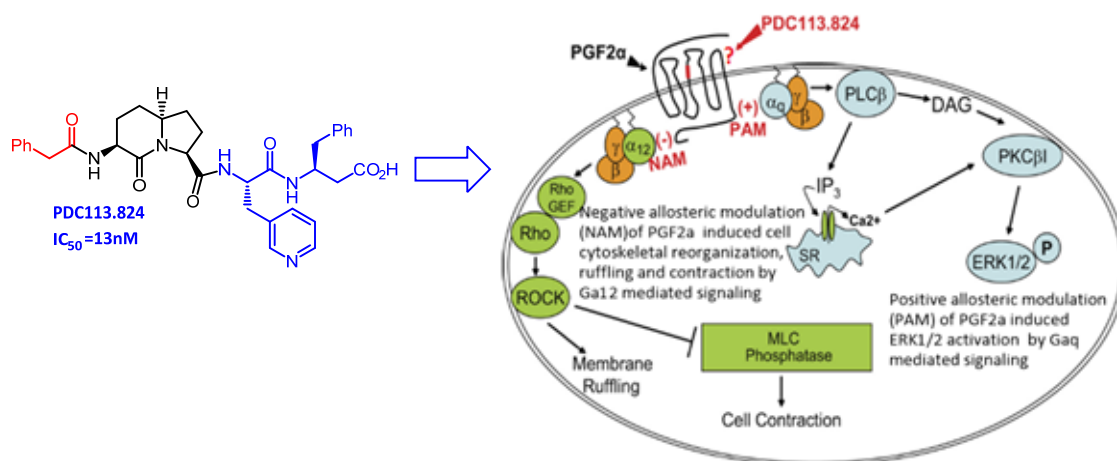 Ph
O
N
H
O
N
H
O
H
N
O
N
H
Ph
CO₂H
N
PDC113.824
IC₅₀ =13nM
PDC113.824
PGF2α
?
(+)
PAM
αq
γ
β
PLCβ
DAG
γ
β
α12
(-)
NAM
PKCβI
Rho
GEF
IP₃
Ca2+
Rho
SR
Negative allosteric modulation
(NAM)of PGF2a induced cell
cytoskeletal reorganization,
ruffling and contraction by
Ga12 mediated signaling
ERK1/2
P
ROCK
Positive allosteric modulation
(PAM) of PGF2a induced
ERK1/2 activation by Gaq
mediated signaling
MLC
Phosphatase
Membrane
Ruffling
Cell Contraction